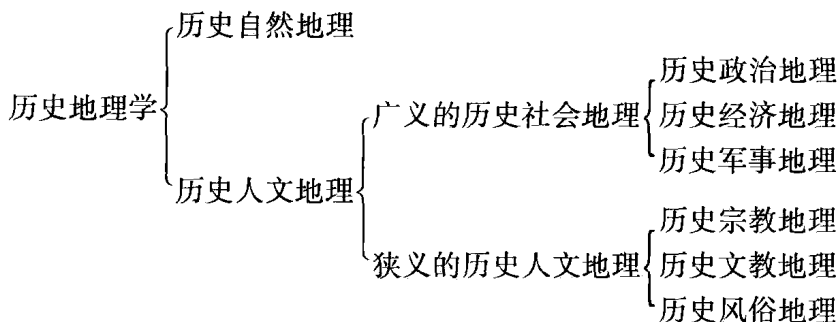 历史地理学
历史自然地理
历史人文地理
广义的历史社会地理
历史政治地理
历史经济地理
历史军事地理
狭义的历史人文地理
历史宗教地理
历史文教地理
历史风俗地理